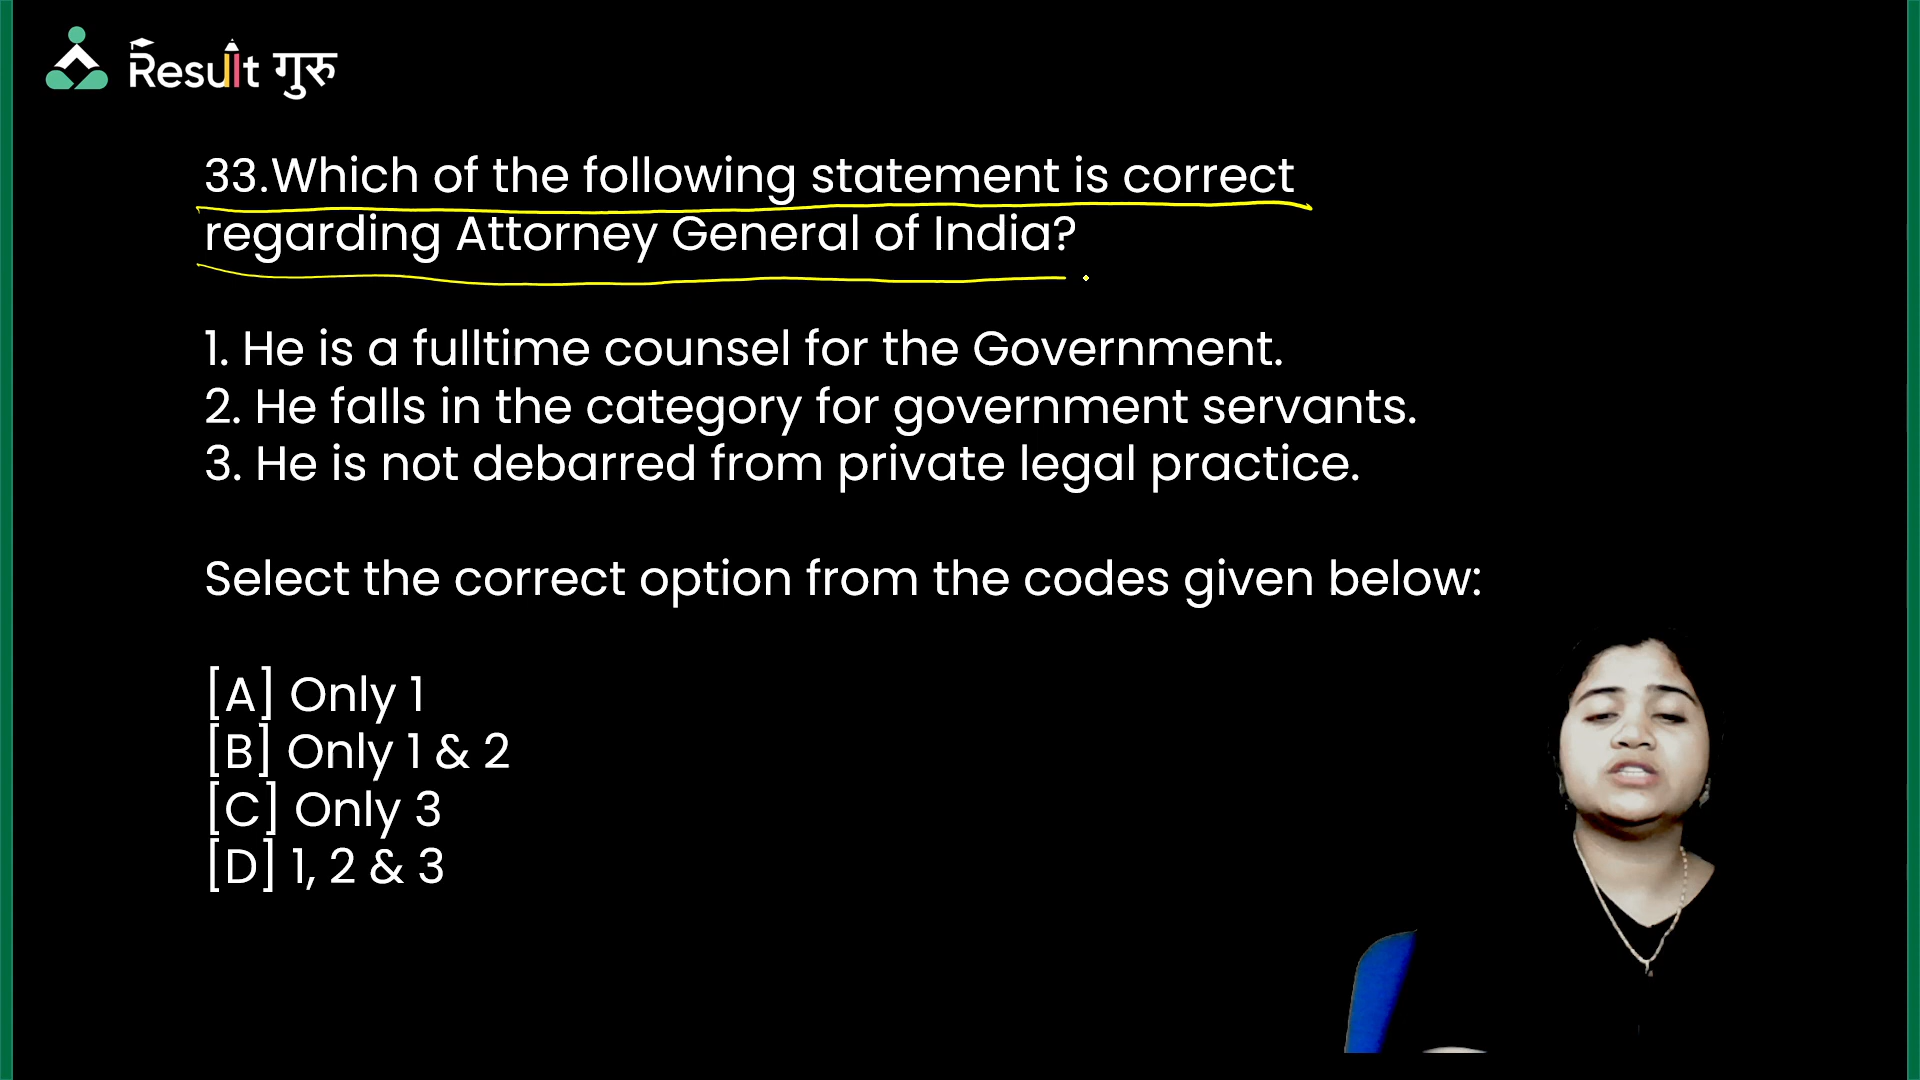 Result गुरु
33.Which of the following statement is correct
regarding Attorney General of India?
1. He is a fulltime counsel for the Government.
2. He falls in the category for government servants.
3. He is not debarred from private legal practice.
Select the correct option from the codes given below:
[A] Only 1
[B] Only 1 & 2
[C] Only 3
[D] 1, 2 & 3